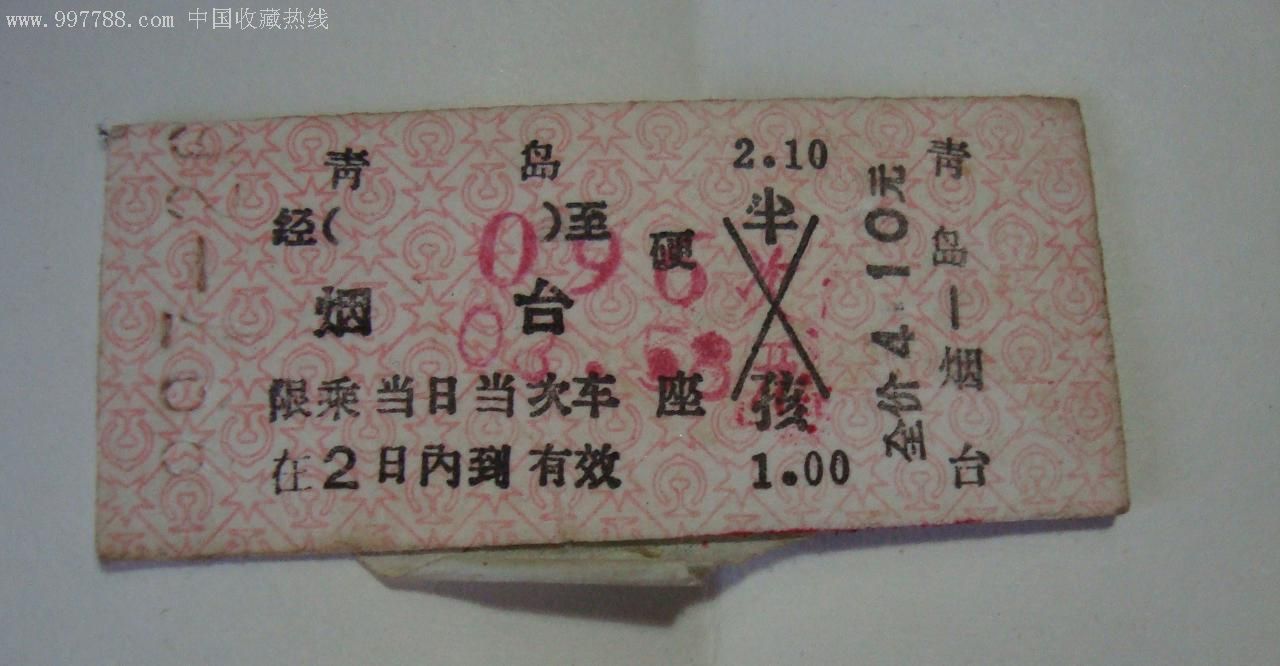 www.997788.com 中国收藏热线
青 岛 2.10
经( )至 硬 半
096 次
烟 台
限乘当日当次车 座 孩
在2日内到有效 1.00
全价4.10元
青岛—烟台